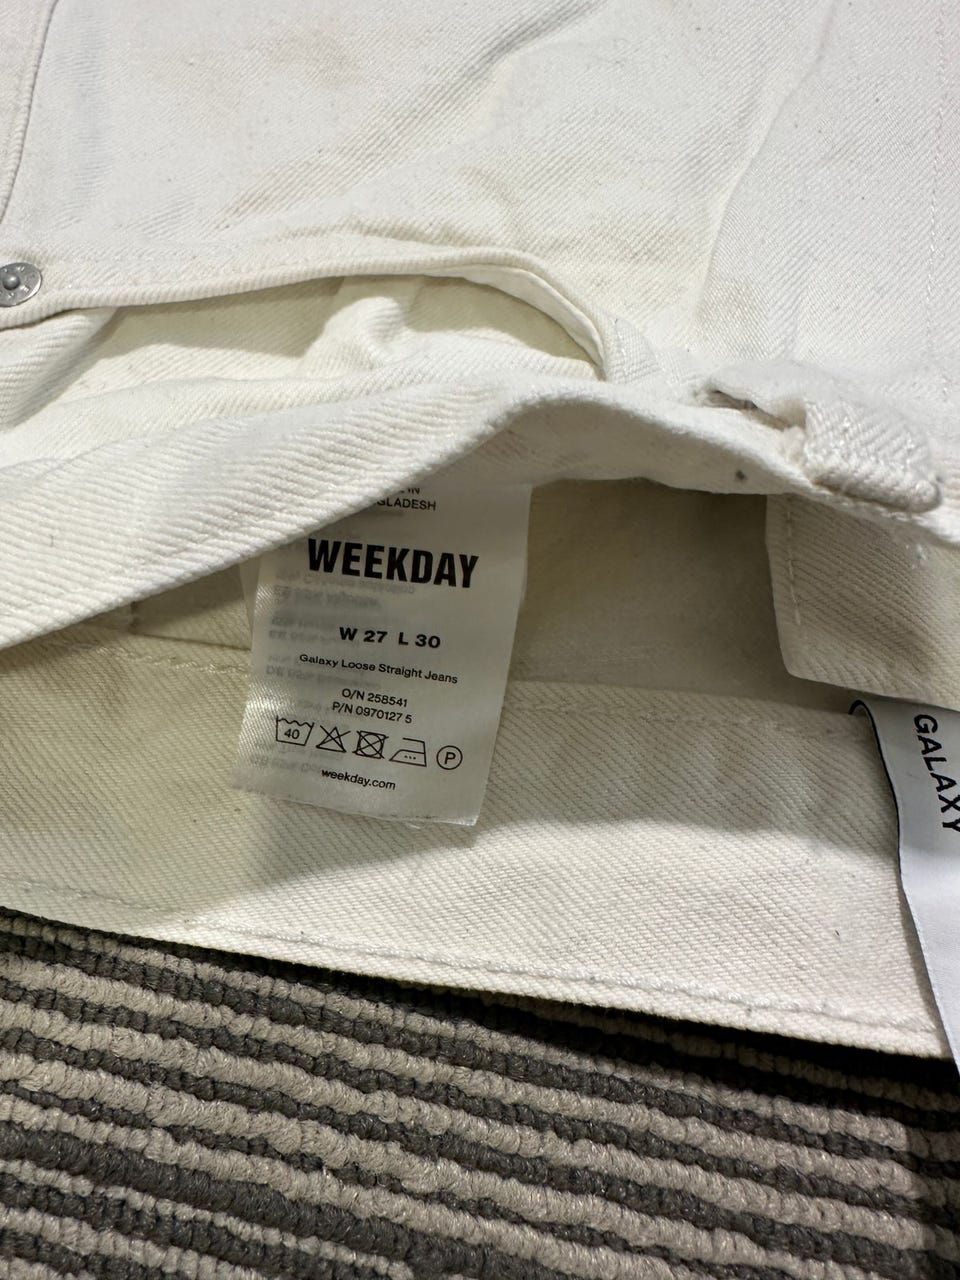 WEEKDAY
W 27 L 30
Galaxy Loose Straight Jeans
O/N 258541
P/N 0970127 5
40
P
weekday.com
GALAXY